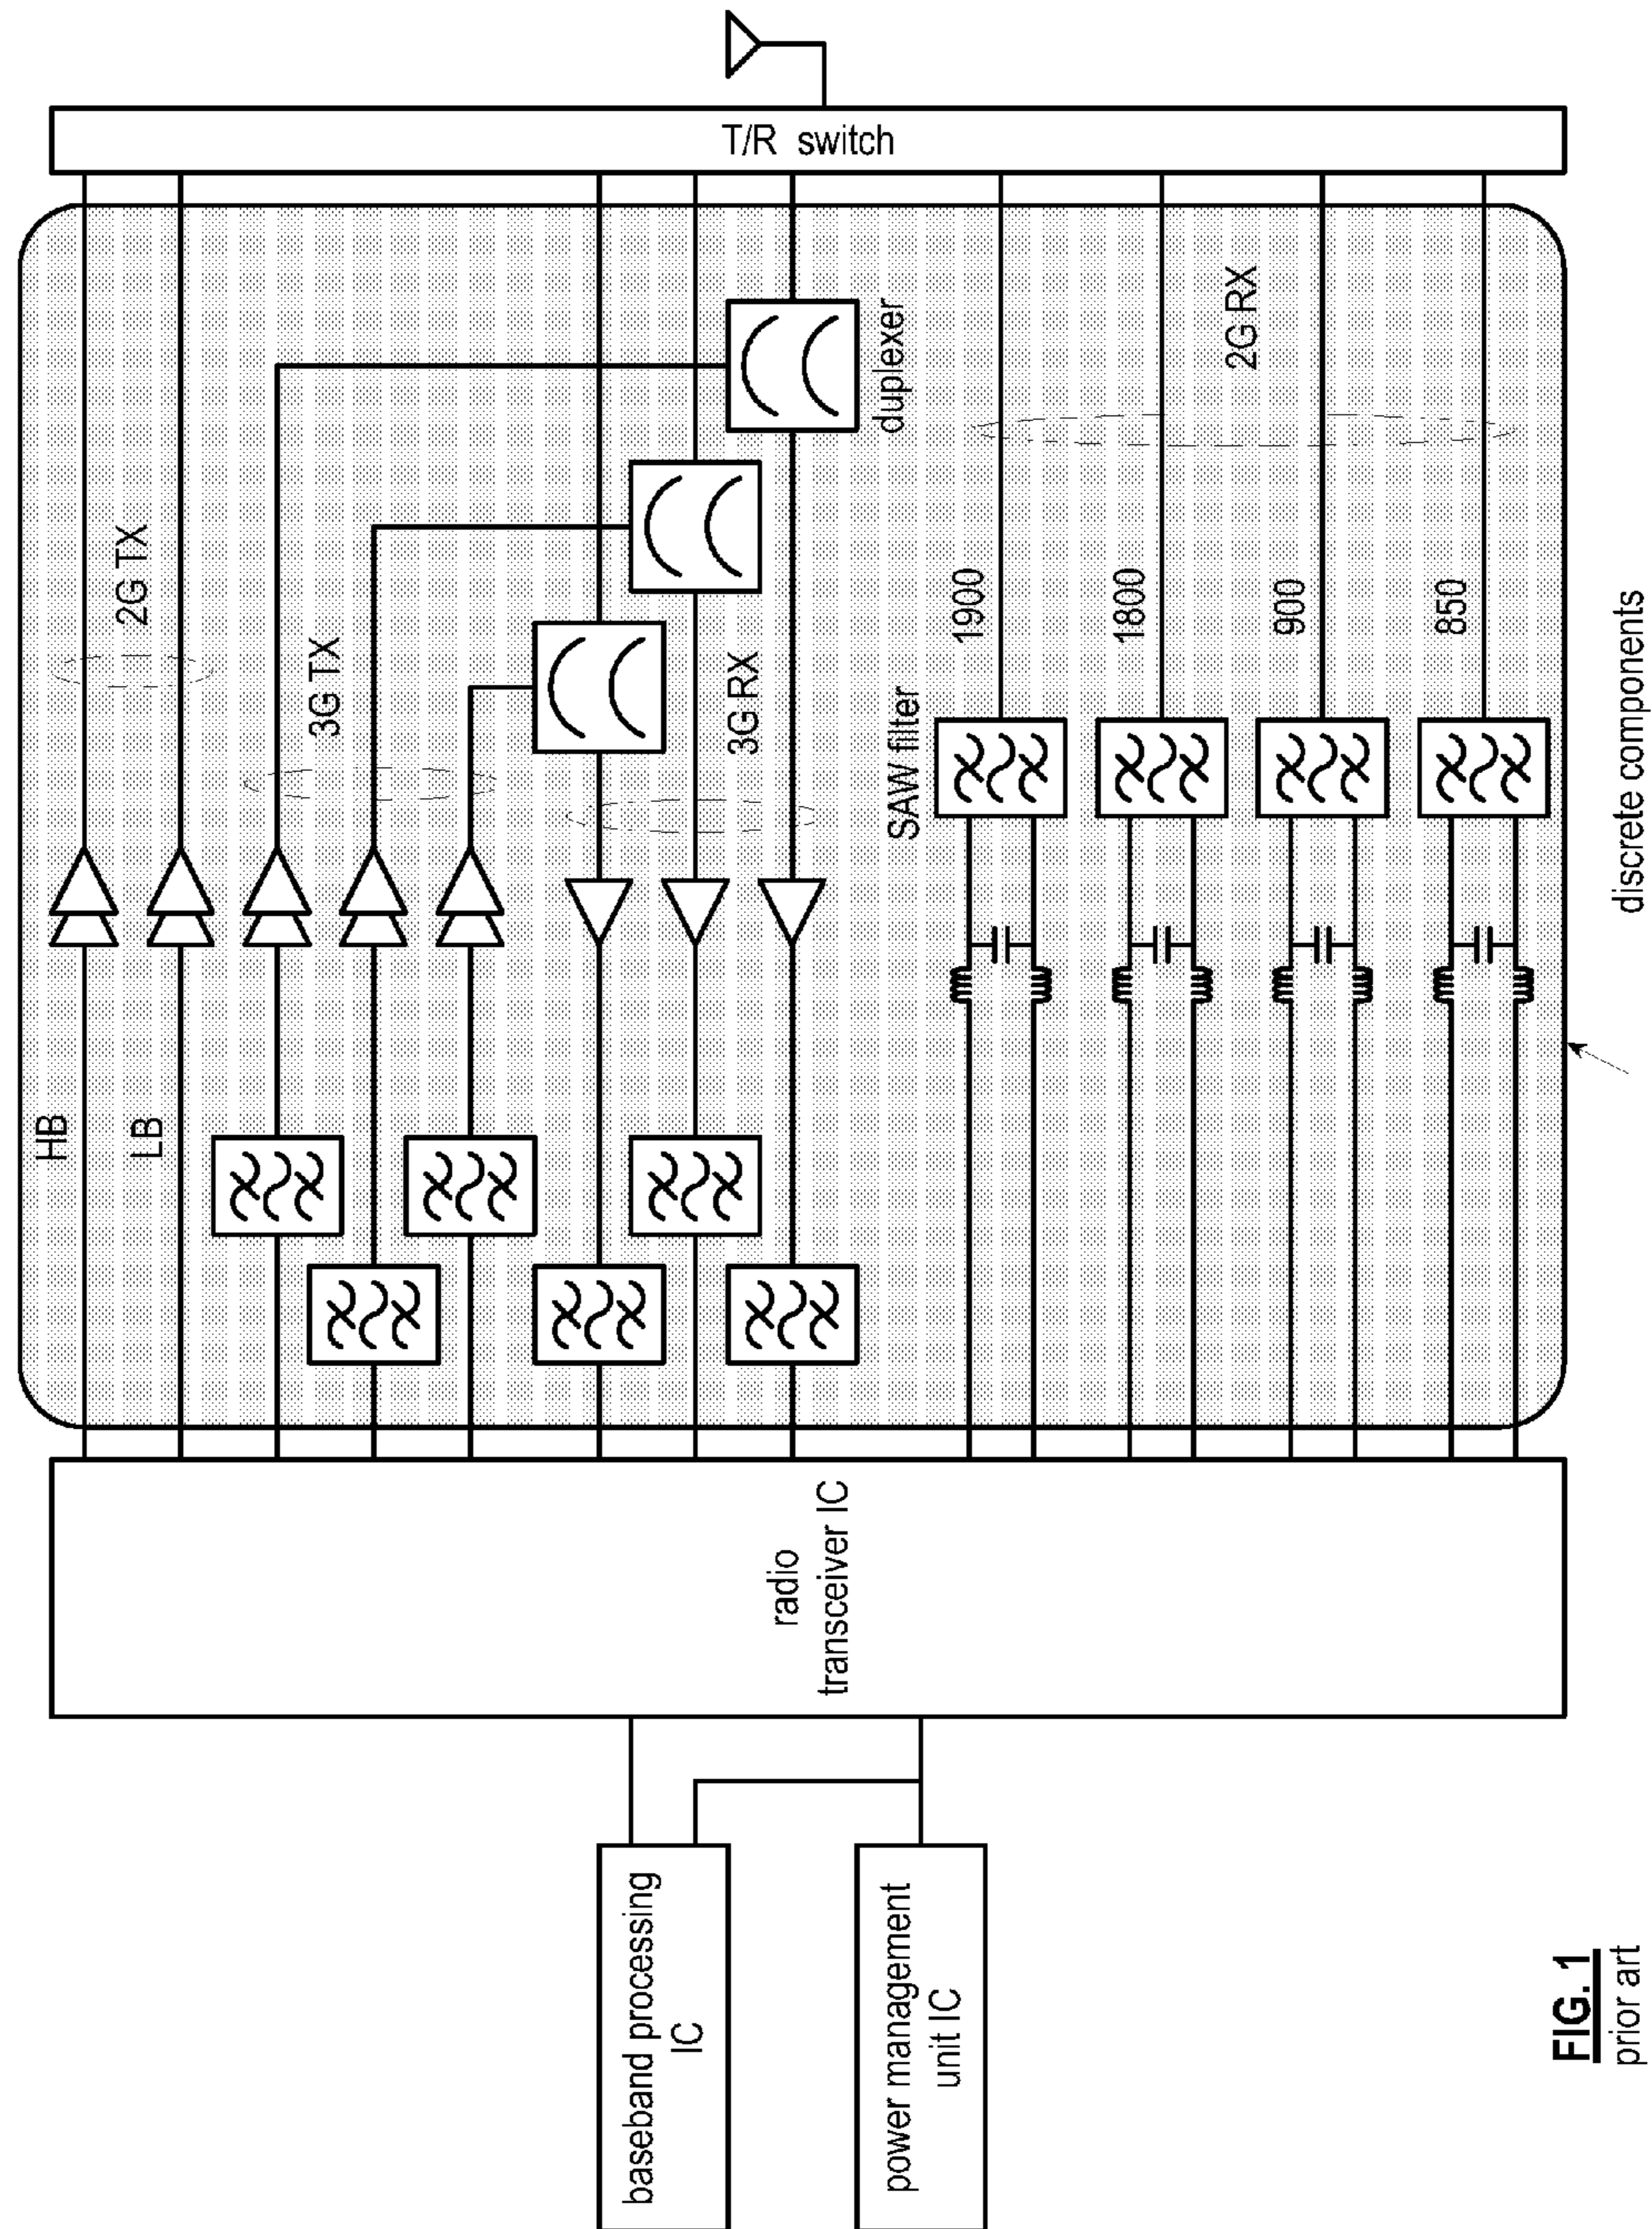 baseband processing
IC
power management
unit IC
radio
transceiver IC
HB
LB
2G TX
3G TX
3G RX
duplexer
SAW filter
1900
1800
900
850
2G RX
T/R switch
discrete components
FIG. 1
prior art